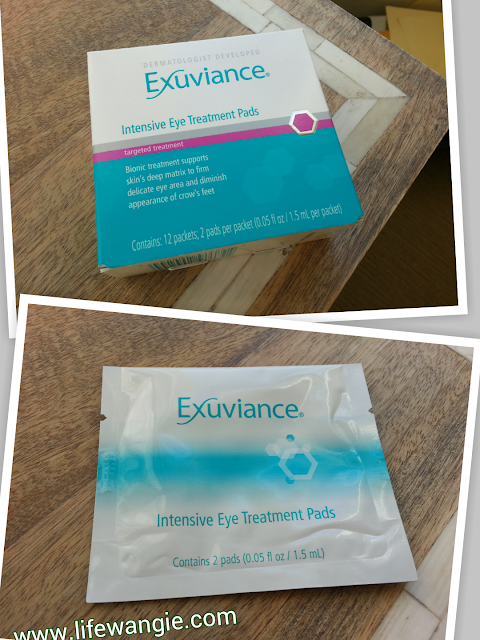 DERMATOLOGIST DEVELOPED
Exuviance®
Intensive Eye Treatment Pads
targeted treatment
Bionic treatment supports
skin's deep matrix to firm
delicate eye area and diminish
appearance of crow's feet
Contains: 12 packets; 2 pads per packet (0.05 fl oz / 1.5 mL per packet)
Exuviance®
Intensive Eye Treatment Pads
Contains 2 pads (0.05 fl oz / 1.5 mL)
www.lifewangie.com